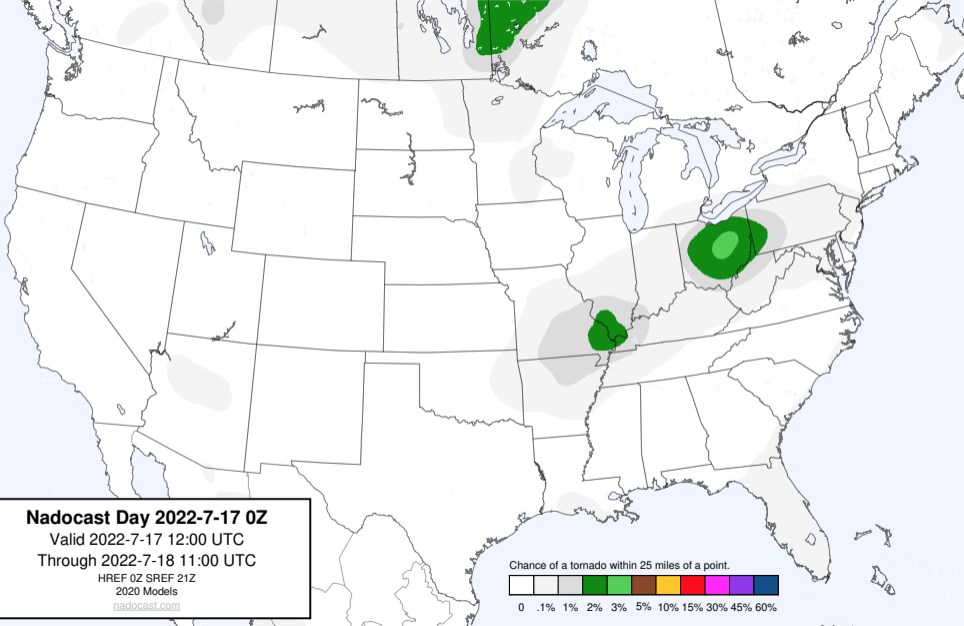 Nadocast Day 2022-7-17 0Z
Valid 2022-7-17 12:00 UTC
Through 2022-7-18 11:00 UTC
HREF 0Z SREF 21Z
2020 Models
nadocast.com
Chance of a tornado within 25 miles of a point.
0 .1% 1% 2% 3% 5% 10% 15% 30% 45% 60%